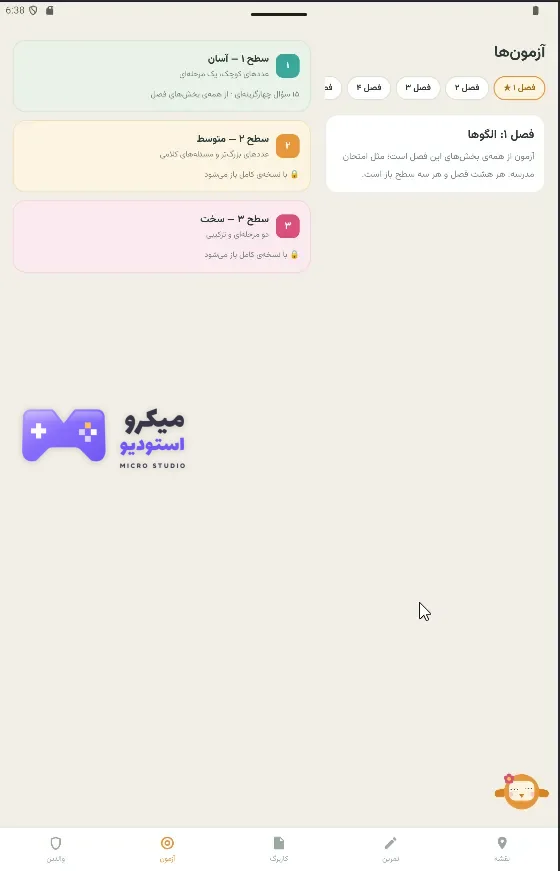 6:38
آزمون‌ها
فصل ۱ ★
فصل ۲
فصل ۳
فصل ۴
فصل ۱: الگوها
آزمون از همه‌ی بخش‌های این فصل است؛ مثل امتحان
مدرسه. هر هشت فصل و هر سه سطح باز است.
۱
سطح ۱ – آسان
عددهای کوچک، یک مرحله‌ای
۱۵ سؤال چهارگزینه‌ای · از همه‌ی بخش‌های فصل
۲
سطح ۲ – متوسط
عددهای بزرگ‌تر و مسئله‌های کلامی
با نسخه‌ی کامل باز می‌شود
۳
سطح ۳ – سخت
دو مرحله‌ای و ترکیبی
با نسخه‌ی کامل باز می‌شود
میکرو
استودیو
MICRO STUDIO
نقشه
تمرین
کاربرگ
آزمون
والدین